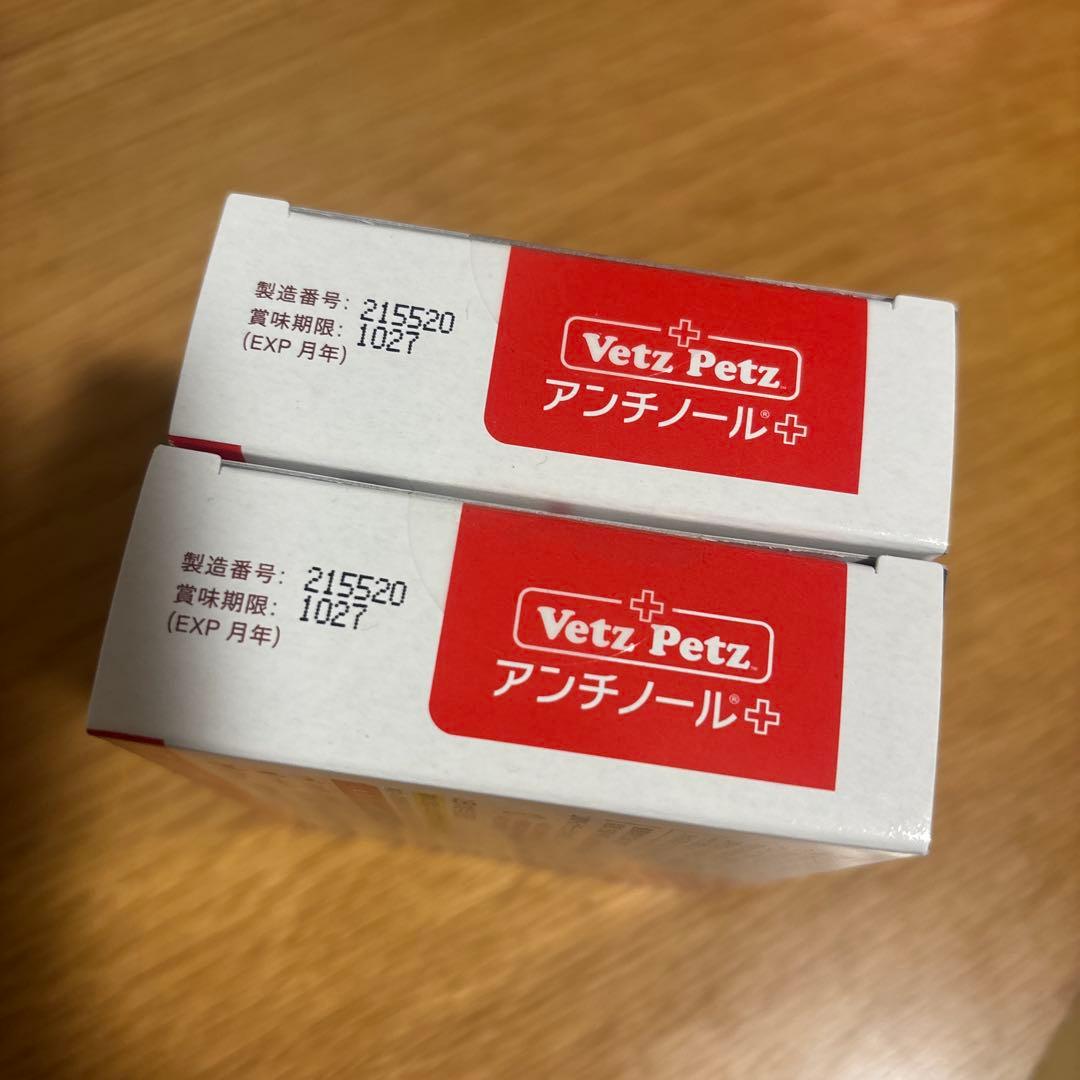 製造番号: 215520
賞味期限: 1027
(EXP 月年)
Vetz Petz™
アンチノール®+
製造番号: 215520
賞味期限: 1027
(EXP 月年)
Vetz Petz™
アンチノール®+